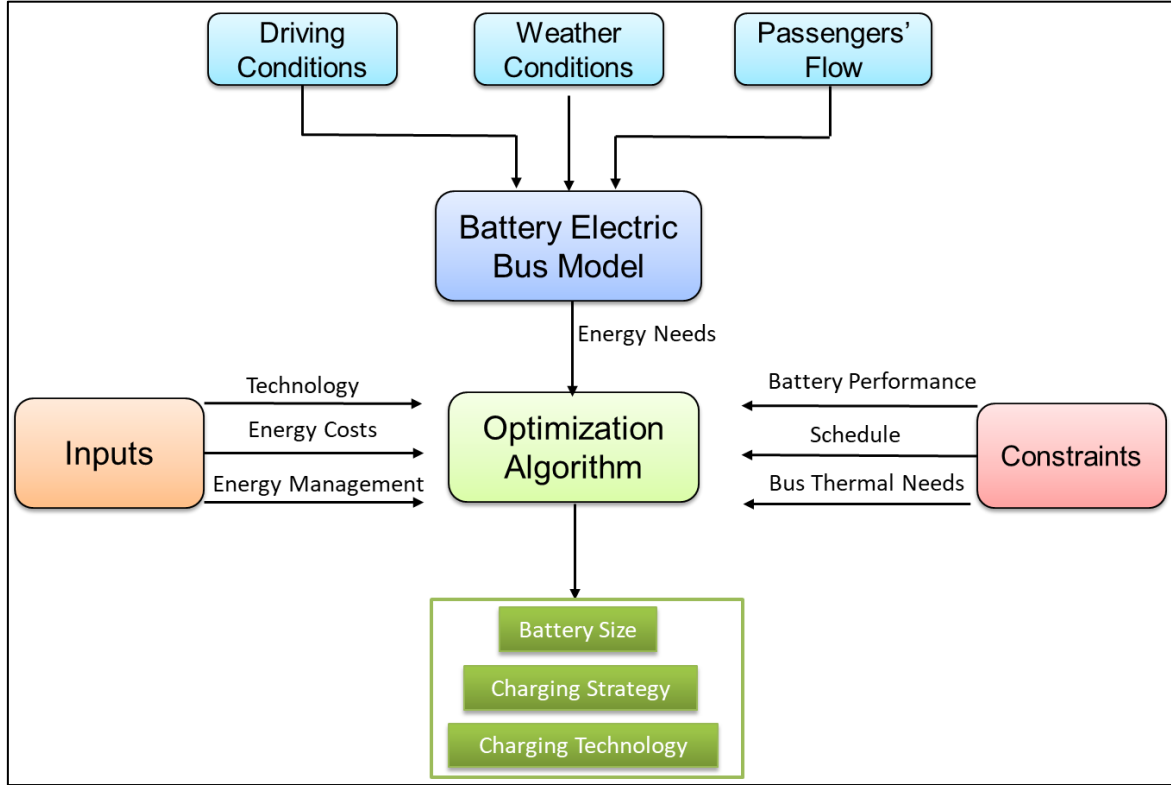 Driving
Conditions
Weather
Conditions
Passengers’
Flow
Battery Electric
Bus Model
Energy Needs
Technology
Energy Costs
Energy Management
Inputs
Optimization
Algorithm
Battery Performance
Schedule
Bus Thermal Needs
Constraints
Battery Size
Charging Strategy
Charging Technology